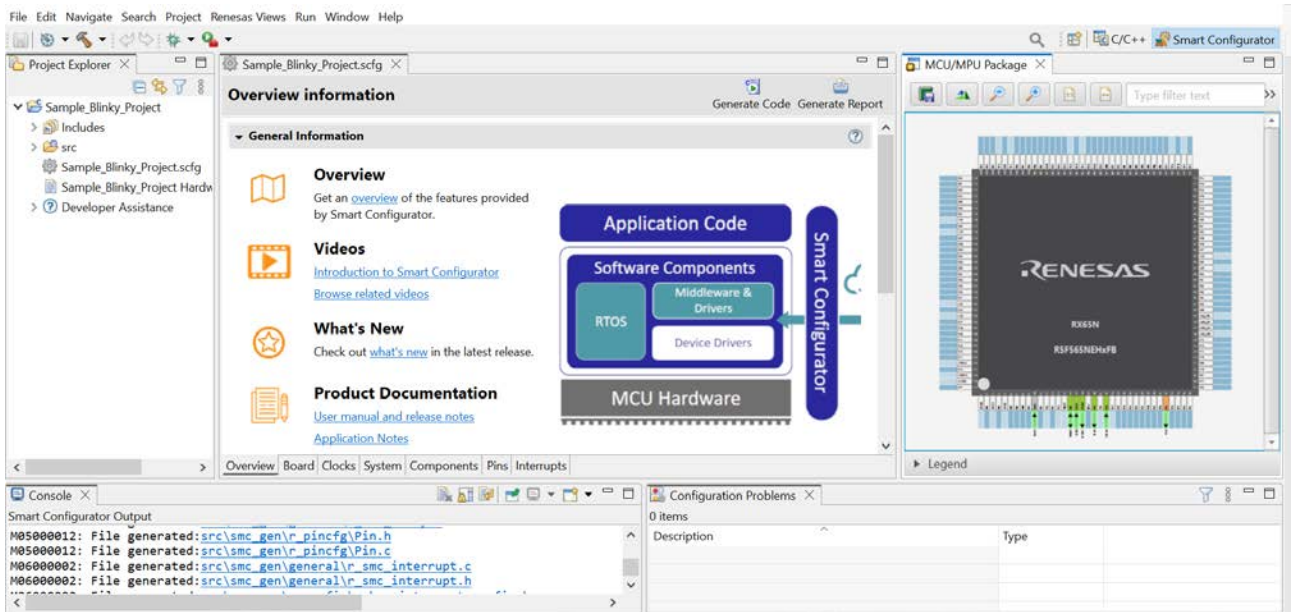 File Edit Navigate Search Project Renesas Views Run Window Help
C/C++ Smart Configurator
Project Explorer
Sample_Blinky_Project
Includes
src
Sample_Blinky_Project.scfg
Sample_Blinky_Project Hardw
Developer Assistance
Sample_Blinky_Project.scfg
Overview information
Generate Code Generate Report
General Information
Overview
Get an overview of the features provided
by Smart Configurator.
Videos
Introduction to Smart Configurator
Browse related videos
What's New
Check out what's new in the latest release.
Product Documentation
User manual and release notes
Application Notes
Application Code
Software Components
RTOS
Middleware &
Drivers
Device Drivers
MCU Hardware
Smart Configurator
Overview Board Clocks System Components Pins Interrupts
MCU/MPU Package
Type filter text
RENESAS
RX65N
R5F565NEHxFB
Legend
Console
Smart Configurator Output
M05000012: File generated:src\smc_gen\r_pincfg\Pin.h
M05000012: File generated:src\smc_gen\r_pincfg\Pin.c
M06000002: File generated:src\smc_gen\general\r_smc_interrupt.c
M06000002: File generated:src\smc_gen\general\r_smc_interrupt.h
Configuration Problems
0 items
Description Type